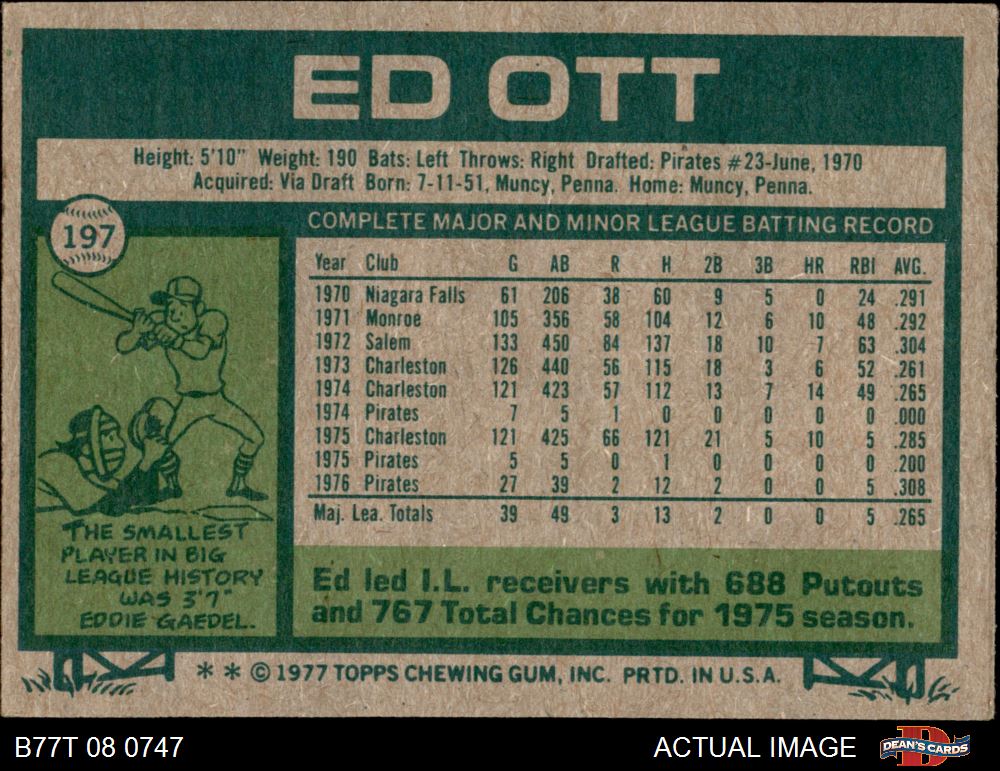 ED OTT
Height: 5'10" Weight: 190 Bats: Left Throws: Right Drafted: Pirates #23-June, 1970
Acquired: Via Draft Born: 7-11-51, Muncy, Penna. Home: Muncy, Penna.
197
COMPLETE MAJOR AND MINOR LEAGUE BATTING RECORD
Year Club G AB R H 2B 3B HR RBI AVG.
1970 Niagara Falls 61 206 38 60 9 5 0 24 .291
1971 Monroe 105 356 58 104 12 6 10 48 .292
1972 Salem 133 450 84 137 18 10 7 63 .304
1973 Charleston 126 440 56 115 18 3 6 52 .261
1974 Charleston 121 423 57 112 13 7 14 49 .265
1974 Pirates 7 5 1 0 0 0 0 0 .000
1975 Charleston 121 425 66 121 21 5 10 5 .285
1975 Pirates 5 5 0 1 0 0 0 0 .200
1976 Pirates 27 39 2 12 2 0 0 5 .308
Maj. Lea. Totals 39 49 3 13 2 0 0 5 .265
THE SMALLEST
PLAYER IN BIG
LEAGUE HISTORY
WAS 3'7"
EDDIE GAEDEL.
Ed led I.L. receivers with 688 Putouts
and 767 Total Chances for 1975 season.
* * © 1977 TOPPS CHEWING GUM, INC. PRTD. IN U.S.A.
B77T 08 0747
ACTUAL IMAGE
DEAN'S CARDS